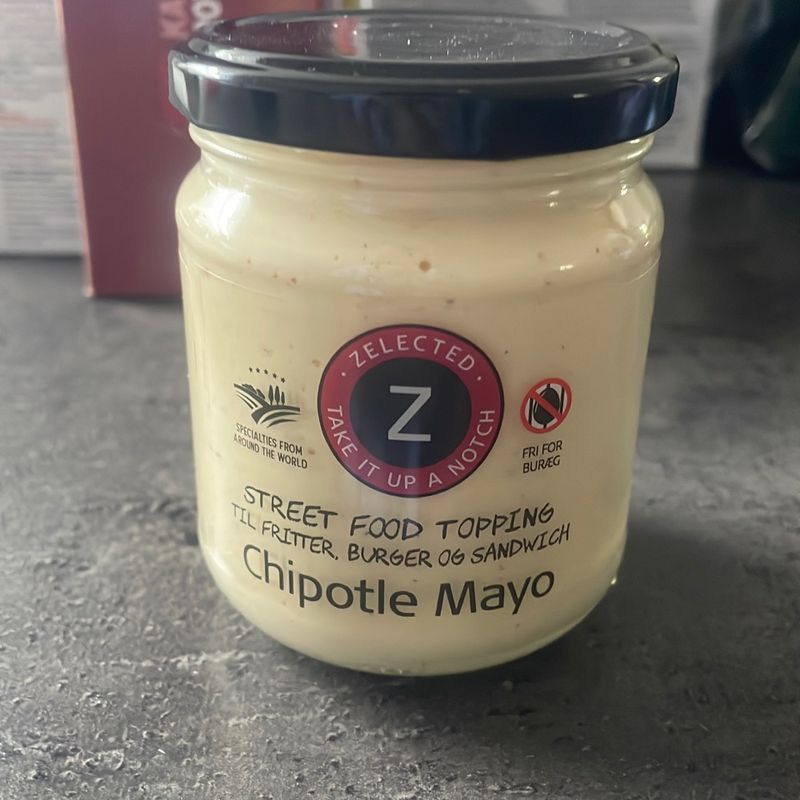 KA
ZELECTED
TAKE IT UP A NOTCH
Z
SPECIALTIES FROM
AROUND THE WORLD
FRI FOR
BURÆG
STREET FOOD TOPPING
TIL FRITTER, BURGER OG SANDWICH
Chipotle Mayo